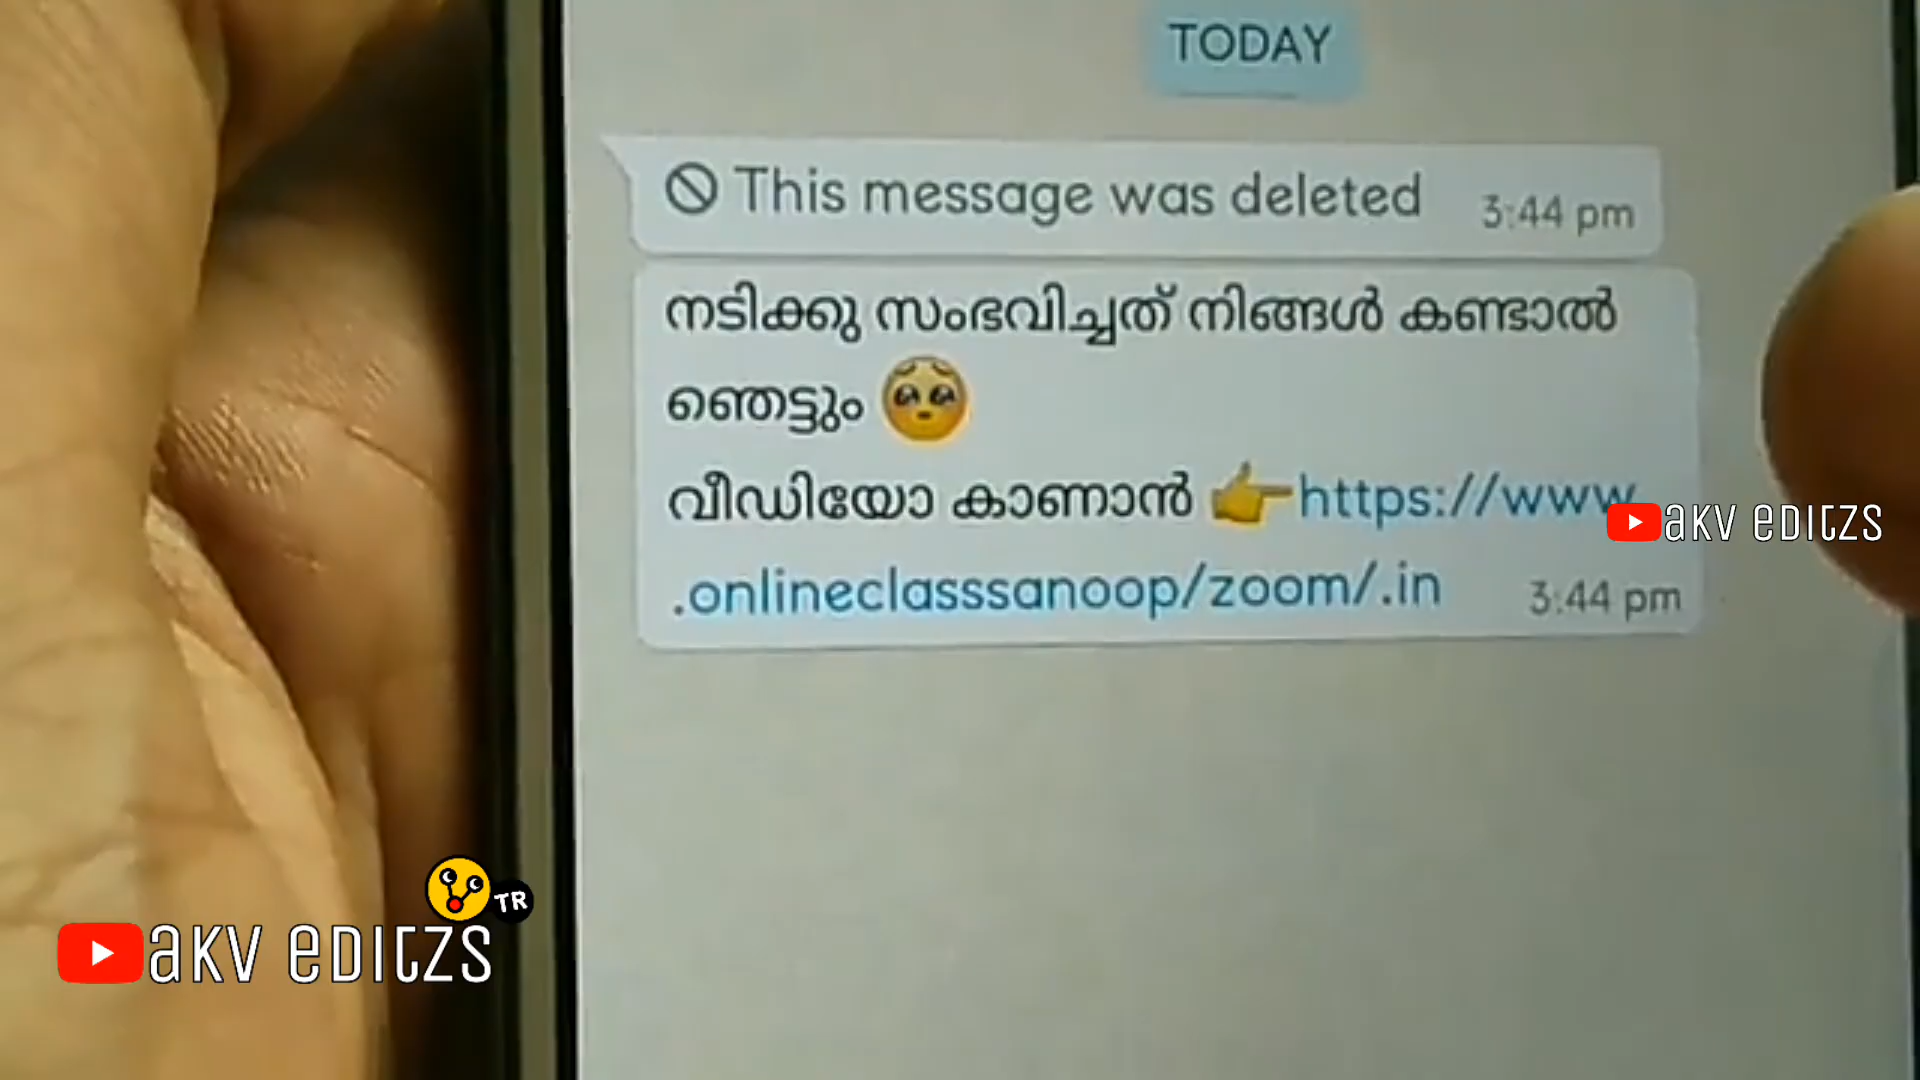 TODAY
This message was deleted 3:44 pm
നടിക്കു സംഭവിച്ചത് നിങ്ങൾ കണ്ടാൽ
ഞെട്ടും 🥺
വീഡിയോ കാണാൻ 👉https://www
.onlineclasssanoop/zoom/.in 3:44 pm
akv editzs
TR
akv editzs